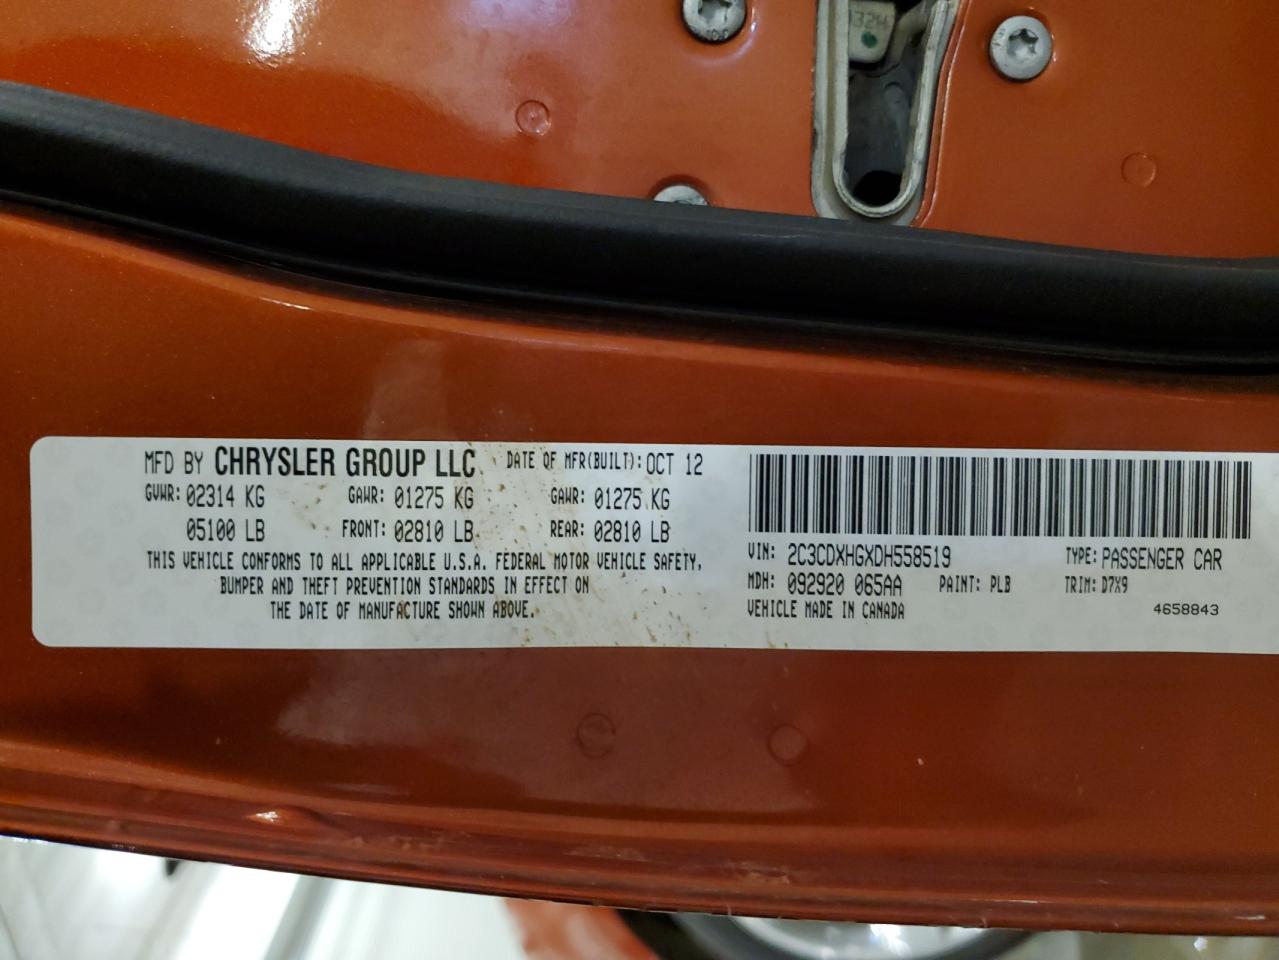 MFD BY CHRYSLER GROUP LLC DATE OF MFR(BUILT): OCT 12
GVWR: 02314 KG GAWR: 01275 KG GAWR: 01275 KG
05100 LB FRONT: 02810 LB REAR: 02810 LB
THIS VEHICLE CONFORMS TO ALL APPLICABLE U.S.A. FEDERAL MOTOR VEHICLE SAFETY,
BUMPER AND THEFT PREVENTION STANDARDS IN EFFECT ON
THE DATE OF MANUFACTURE SHOWN ABOVE.
VIN: 2C3CDXHGXDH558519 TYPE: PASSENGER CAR
MDH: 092920 065AA PAINT: PLB TRIM: D7X9
VEHICLE MADE IN CANADA 4658843